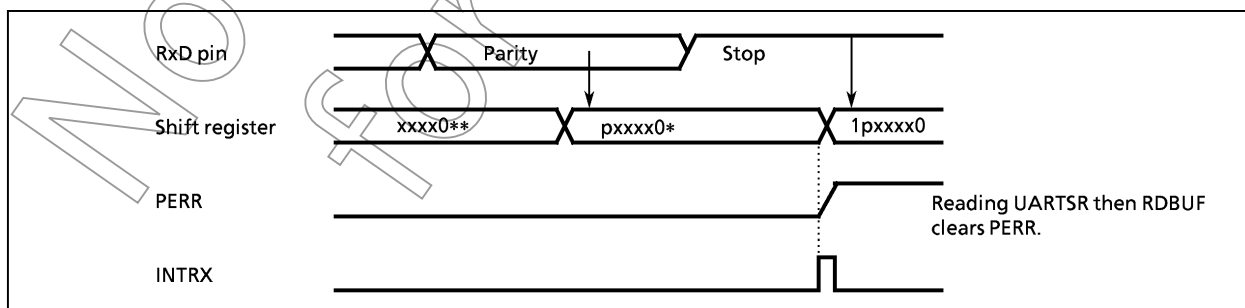 RxD pin Parity Stop
Shift register xxxx0** pxxxx0* 1pxxxx0
PERR
Reading UARTSR then RDBUF
clears PERR.
INTRX